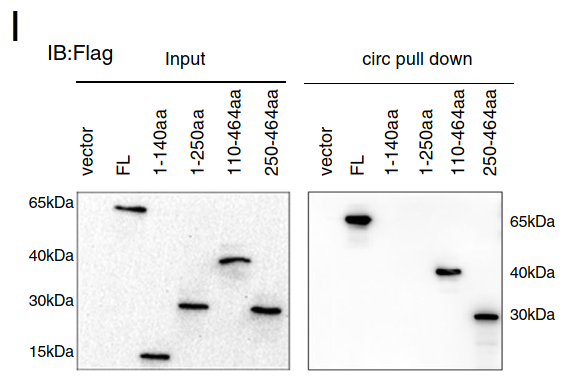 I
IB:Flag
Input
circ pull down
vector
FL
1-140aa
1-250aa
110-464aa
250-464aa
vector
FL
1-140aa
1-250aa
110-464aa
250-464aa
65kDa
40kDa
30kDa
15kDa
65kDa
40kDa
30kDa